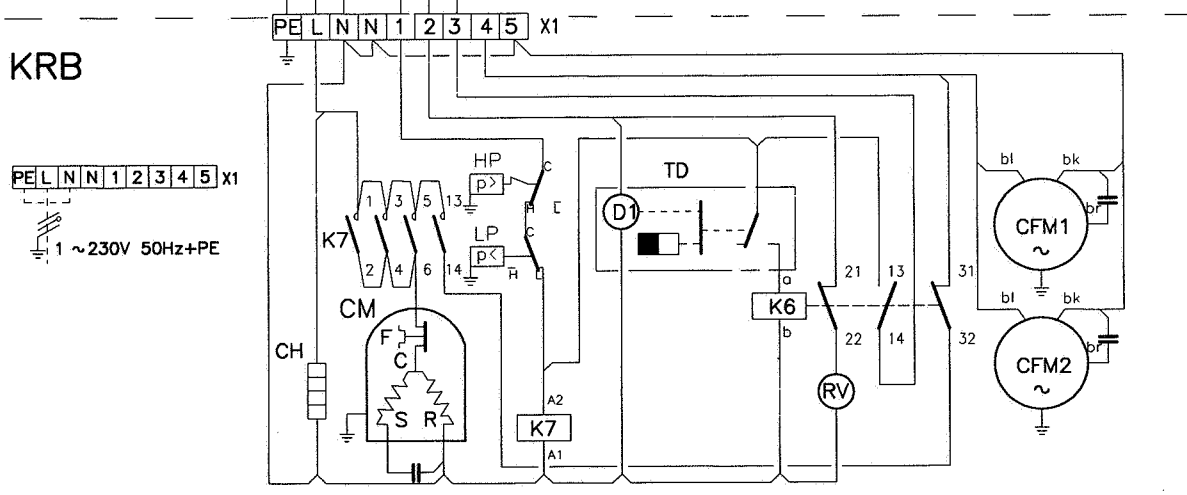 PE L N N 1 2 3 4 5 X1
KRB
HP
C
bl bk
PE L N N 1 2 3 4 5 X1
TD
P>
1 3 5 13
H L
br
D1
CFM1
~
K7
LP
C
1 ~230V 50Hz+PE
P<
H L
2 4 6 14
a
21 13 31
CM
K6
bl bk
F
b
22 14 32
br
C
CH
CFM2
~
RV
A2
S R
K7
A1